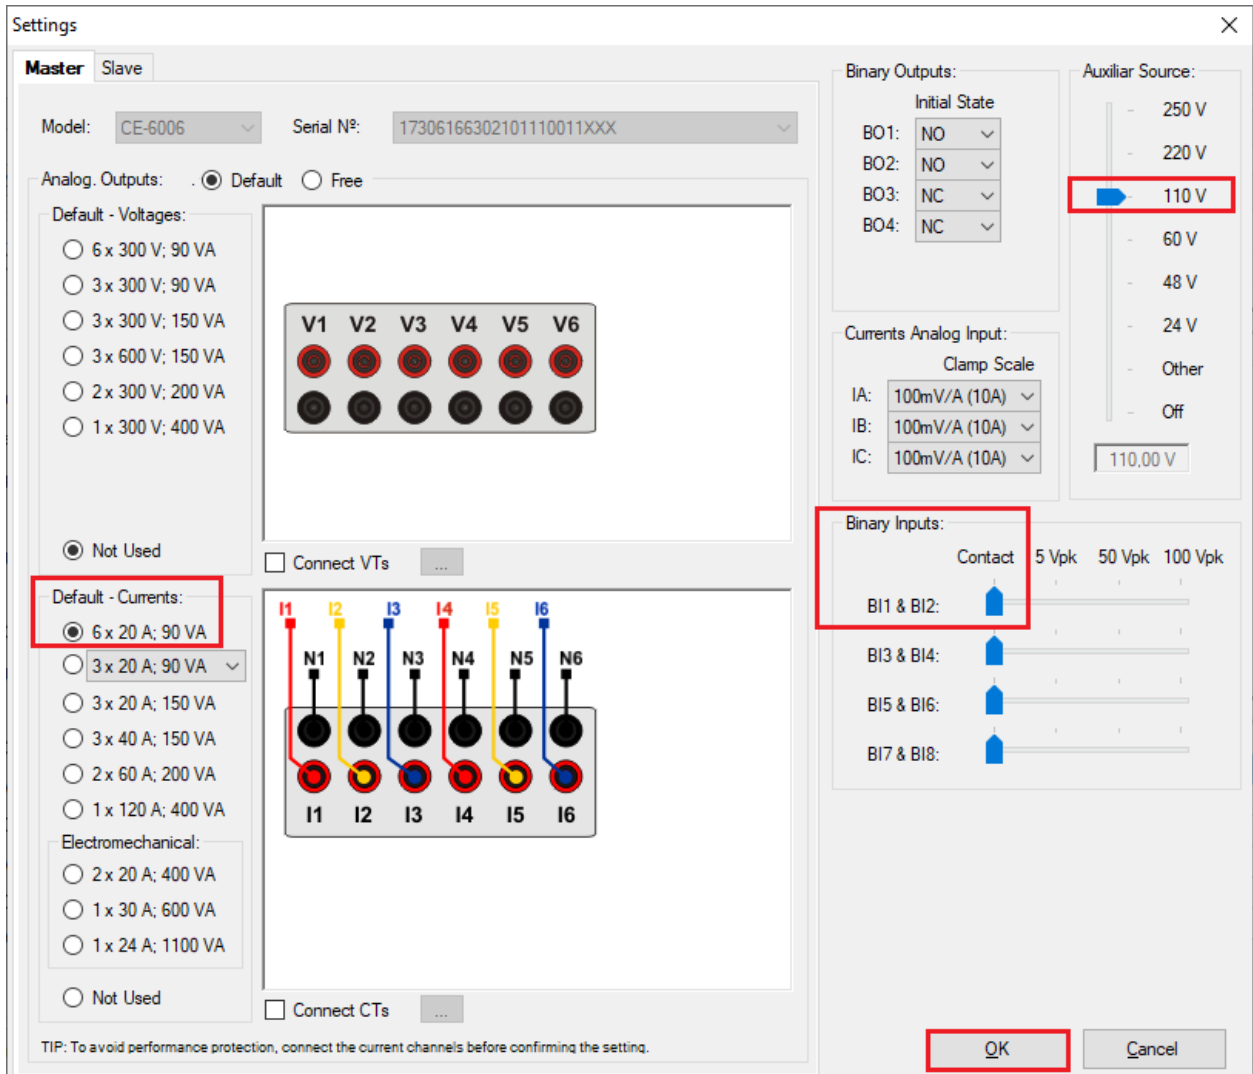 Settings
Master Slave
Model: CE-6006 Serial Nº: 17306166302101110011XXX
Analog. Outputs: . Default Free
Default - Voltages:
6 x 300 V; 90 VA
3 x 300 V; 90 VA
3 x 300 V; 150 VA
3 x 600 V; 150 VA
2 x 300 V; 200 VA
1 x 300 V; 400 VA
Not Used
V1 V2 V3 V4 V5 V6
Connect VTs ...
Default - Currents:
6 x 20 A; 90 VA
3 x 20 A; 90 VA
3 x 20 A; 150 VA
3 x 40 A; 150 VA
2 x 60 A; 200 VA
1 x 120 A; 400 VA
Electromechanical:
2 x 20 A; 400 VA
1 x 30 A; 600 VA
1 x 24 A; 1100 VA
Not Used
I1 I2 I3 I4 I5 I6
N1 N2 N3 N4 N5 N6
I1 I2 I3 I4 I5 I6
Connect CTs ...
TIP: To avoid performance protection, connect the current channels before confirming the setting.
Binary Outputs:
Initial State
BO1: NO
BO2: NO
BO3: NC
BO4: NC
Currents Analog Input:
Clamp Scale
IA: 100mV/A (10A)
IB: 100mV/A (10A)
IC: 100mV/A (10A)
Auxiliar Source:
250 V
220 V
110 V
60 V
48 V
24 V
Other
Off
110,00 V
Binary Inputs:
Contact 5 Vpk 50 Vpk 100 Vpk
BI1 & BI2:
BI3 & BI4:
BI5 & BI6:
BI7 & BI8:
OK Cancel